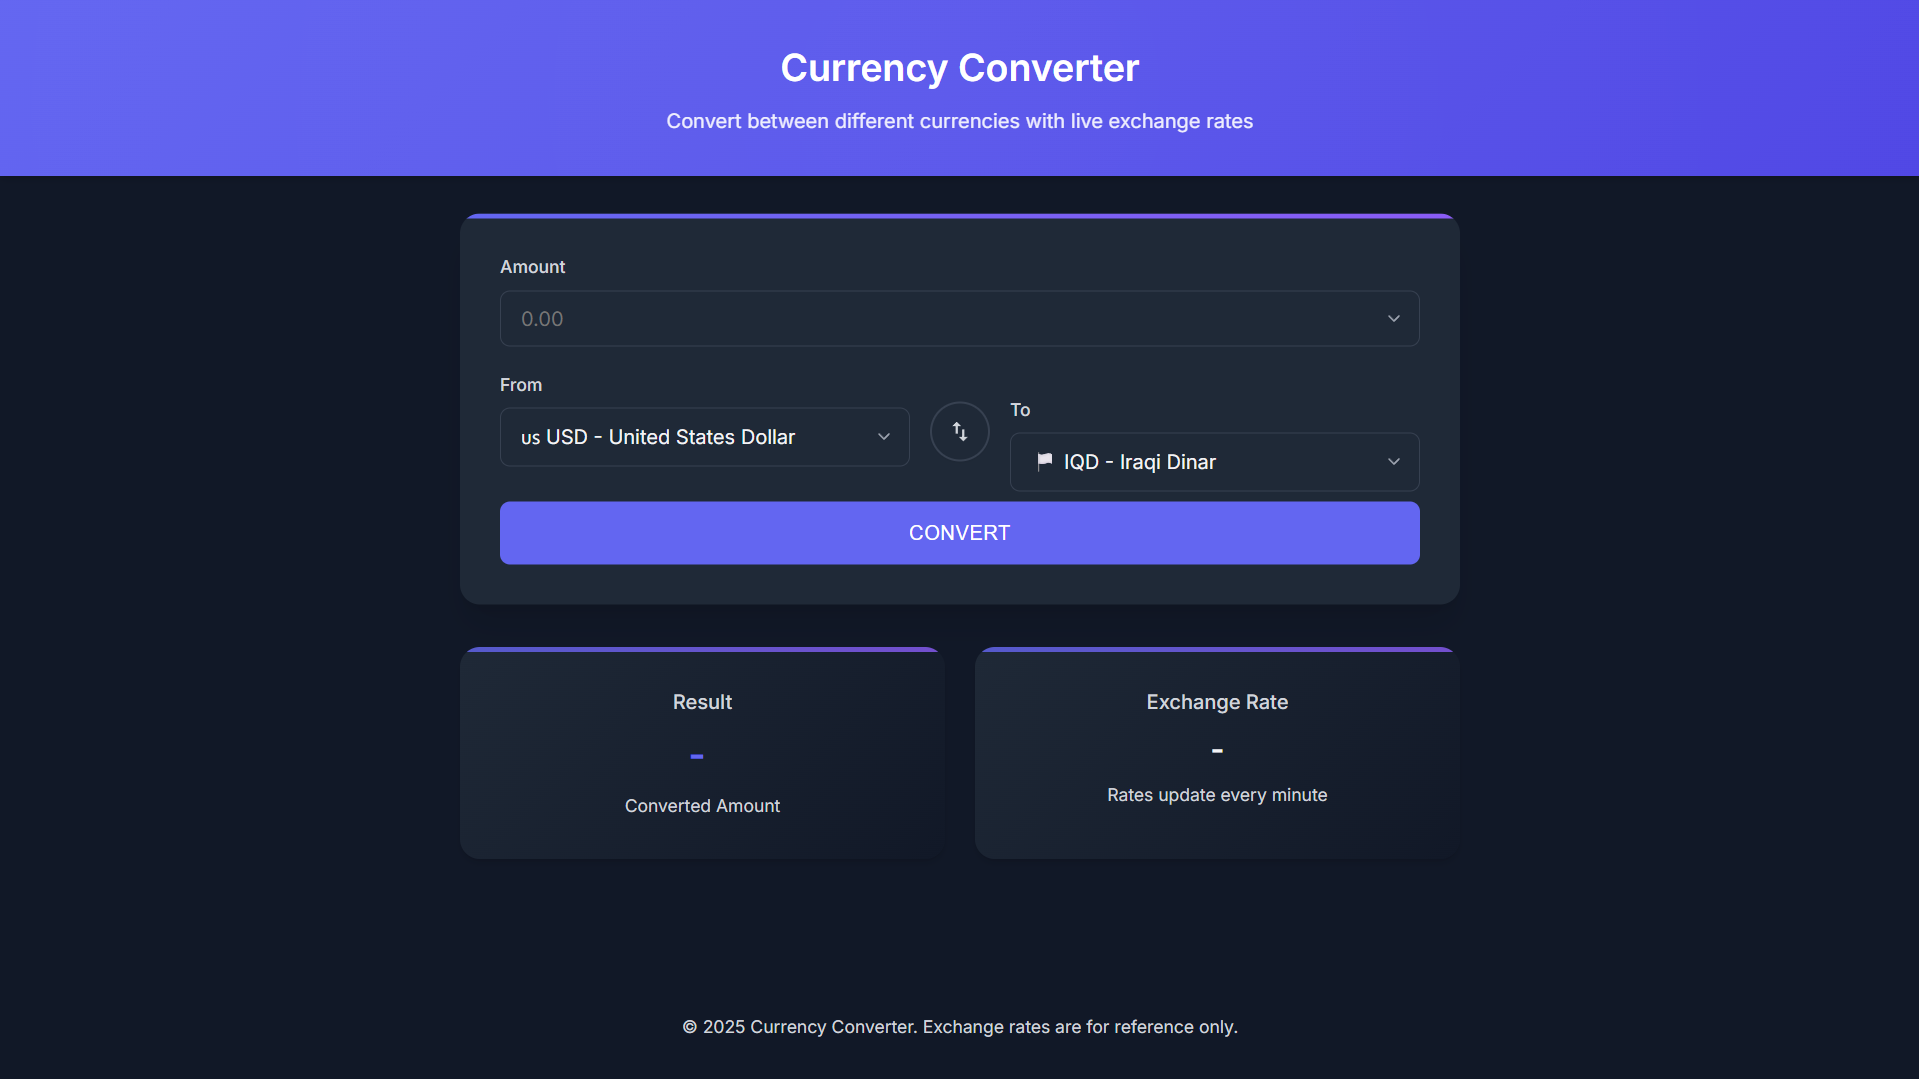 Currency Converter
Convert between different currencies with live exchange rates
Amount
0.00
From
To
US USD - United States Dollar
IQD - Iraqi Dinar
CONVERT
Result
-
Converted Amount
Exchange Rate
-
Rates update every minute
© 2025 Currency Converter. Exchange rates are for reference only.